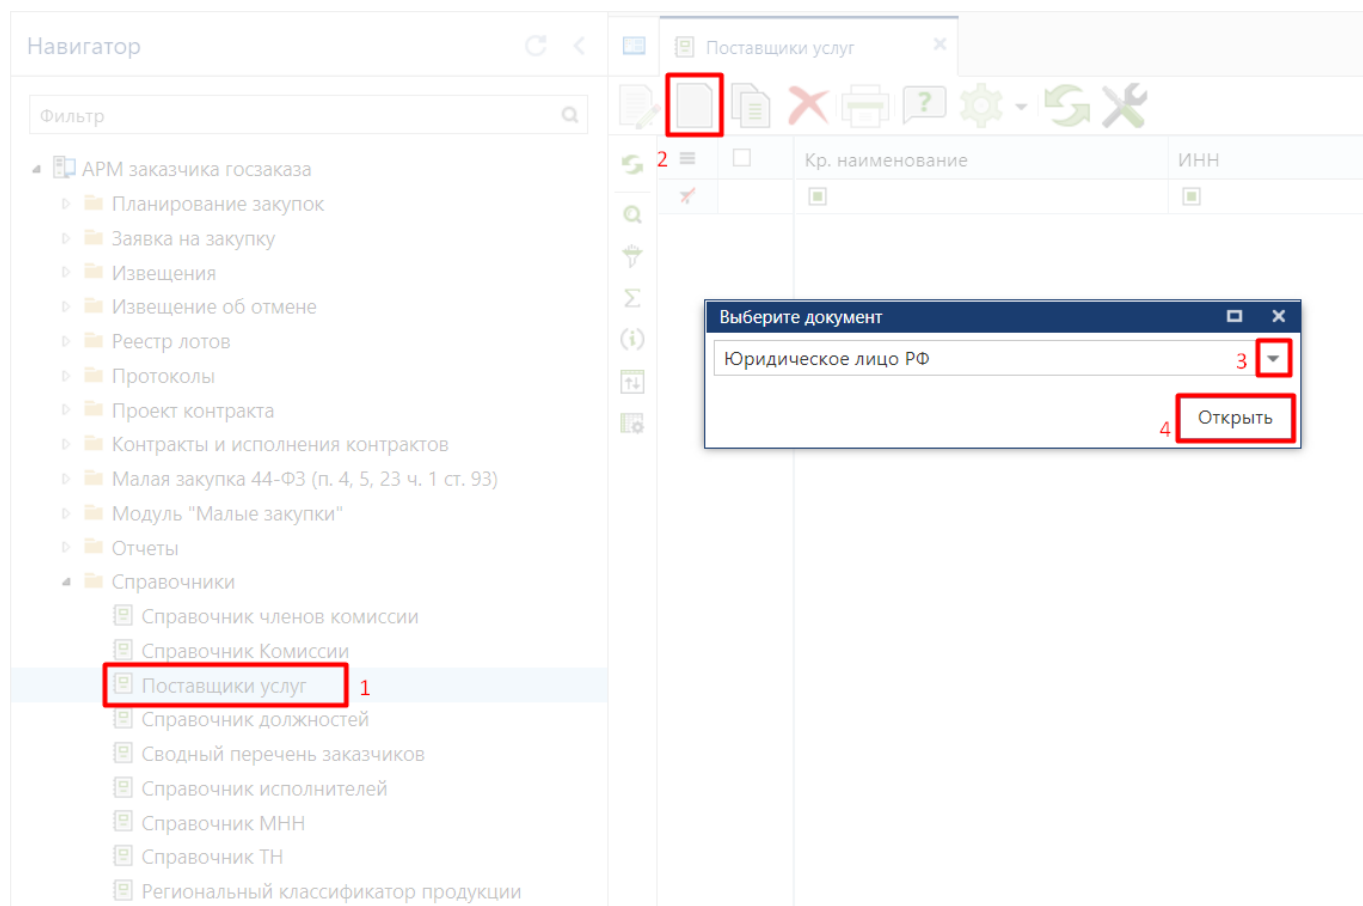 Навигатор
Поставщики услуг
Фильтр
2
Кр. наименование
ИНН
АРМ заказчика госзаказа
Планирование закупок
Заявка на закупку
Извещения
Извещение об отмене
Реестр лотов
Протоколы
Проект контракта
Контракты и исполнения контрактов
Малая закупка 44-ФЗ (п. 4, 5, 23 ч. 1 ст. 93)
Модуль "Малые закупки"
Отчеты
Справочники
Справочник членов комиссии
Справочник Комиссии
Поставщики услуг 1
Справочник должностей
Сводный перечень заказчиков
Справочник исполнителей
Справочник МНН
Справочник ТН
Региональный классификатор продукции
Выберите документ
Юридическое лицо РФ 3
4 Открыть